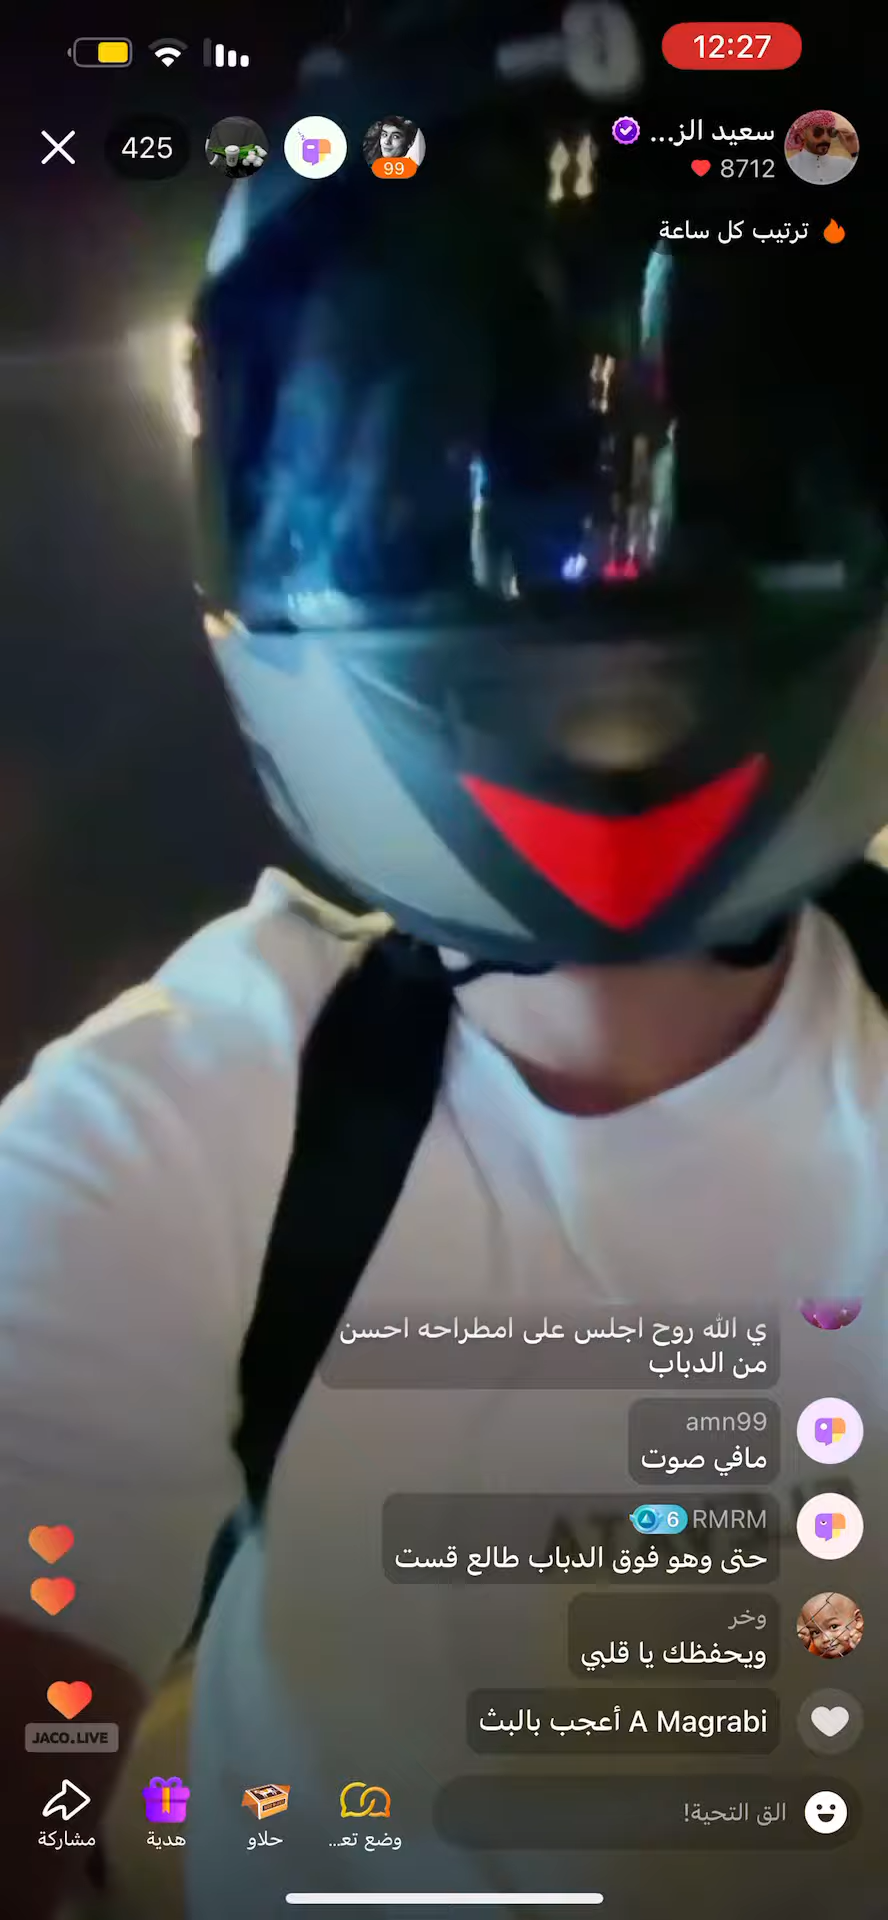 12:27
425
99
سعيد الز...
8712
ترتيب كل ساعة
ي الله روح اجلس على امطراحه احسن
من الدباب
amn99
مافي صوت
RMRM 6
حتى وهو فوق الدباب طالع قست
وخر
ويحفظك يا قلبي
A Magrabi أعجب بالبث
JACO.LIVE
الق التحية!
وضع تعـ...
حلاو
هدية
مشاركة